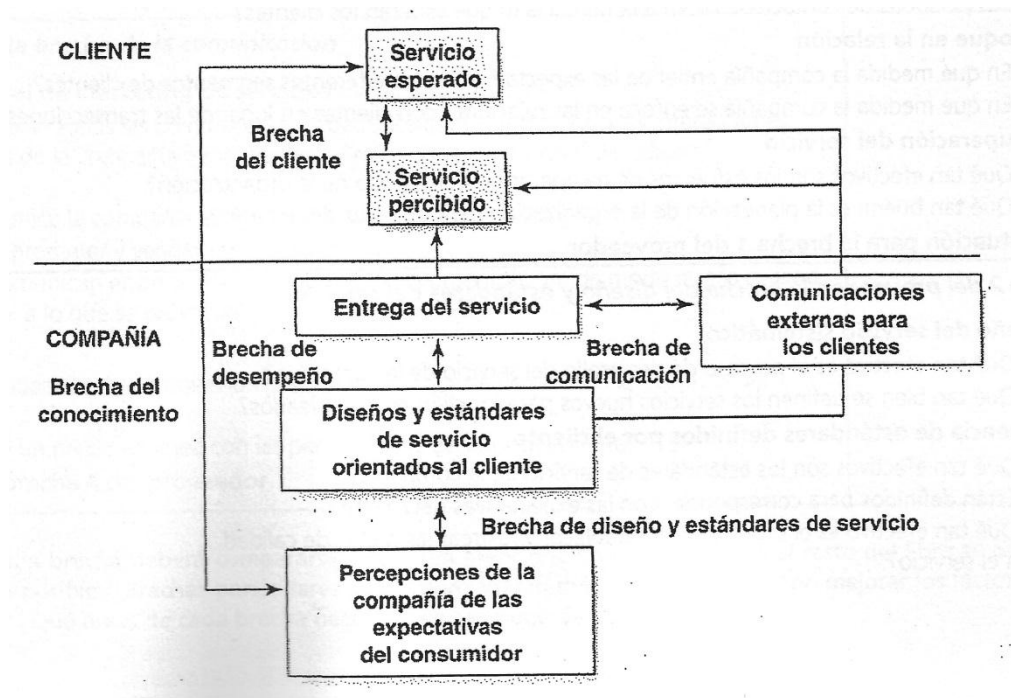 CLIENTE
Servicio
esperado
Brecha
del cliente
Servicio
percibido
COMPAÑÍA
Brecha del
conocimiento
Entrega del servicio
Comunicaciones
externas para
los clientes
Brecha de
desempeño
Brecha de
comunicación
Diseños y estándares
de servicio
orientados al cliente
Brecha de diseño y estándares de servicio
Percepciones de la
compañía de las
expectativas
del consumidor